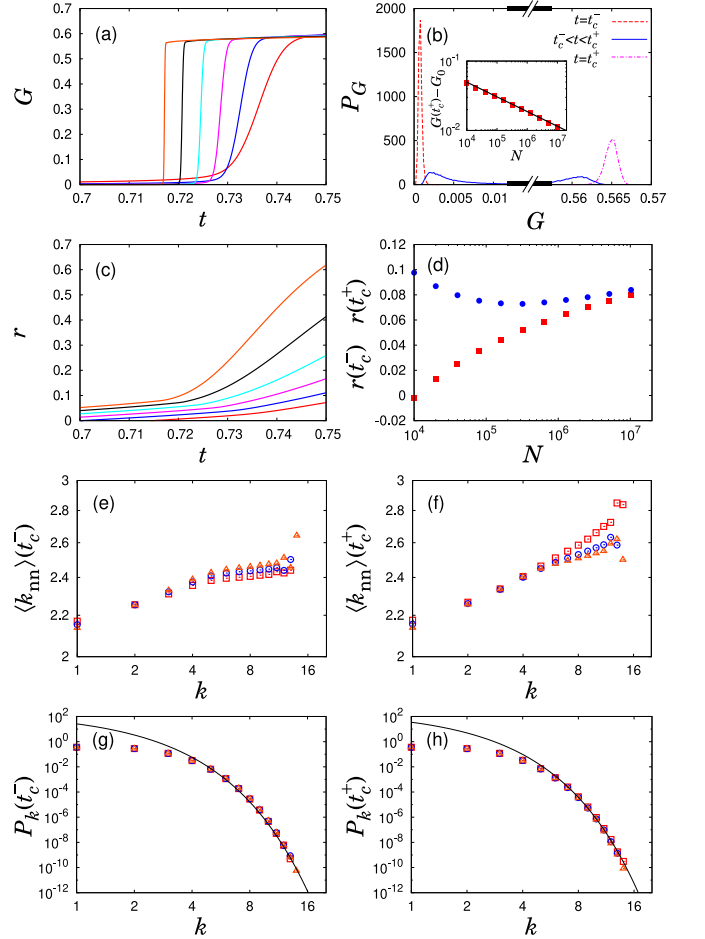 0.7
0.6
0.5
0.4
0.3
0.2
0.1
0
G
(a)
0.7 0.71 0.72 0.73 0.74 0.75
t
2000
1500
1000
500
0
P_G
(b)
t=t_c^-
t_c^-<t<t_c^+
t=t_c^+
10^-1
10^-2
G(t_c^+)−G_0
10^4 10^5 10^6 10^7
N
0 0.005 0.01 0.56 0.565 0.57
G
0.7
0.6
0.5
0.4
0.3
0.2
0.1
0
r
(c)
0.7 0.71 0.72 0.73 0.74 0.75
t
0.12
0.1
0.08
0.06
0.04
0.02
0
-0.02
r(t_c^-) r(t_c^+)
(d)
10^4 10^5 10^6 10^7
N
3
2.8
2.6
2.4
2.2
2
⟨k_nn⟩(t_c^-)
(e)
1 2 4 8 16
k
3
2.8
2.6
2.4
2.2
2
⟨k_nn⟩(t_c^+)
(f)
1 2 4 8 16
k
10^2
10^0
10^-2
10^-4
10^-6
10^-8
10^-10
10^-12
P_k(t_c^-)
(g)
1 2 4 8 16
k
10^2
10^0
10^-2
10^-4
10^-6
10^-8
10^-10
10^-12
P_k(t_c^+)
(h)
1 2 4 8 16
k